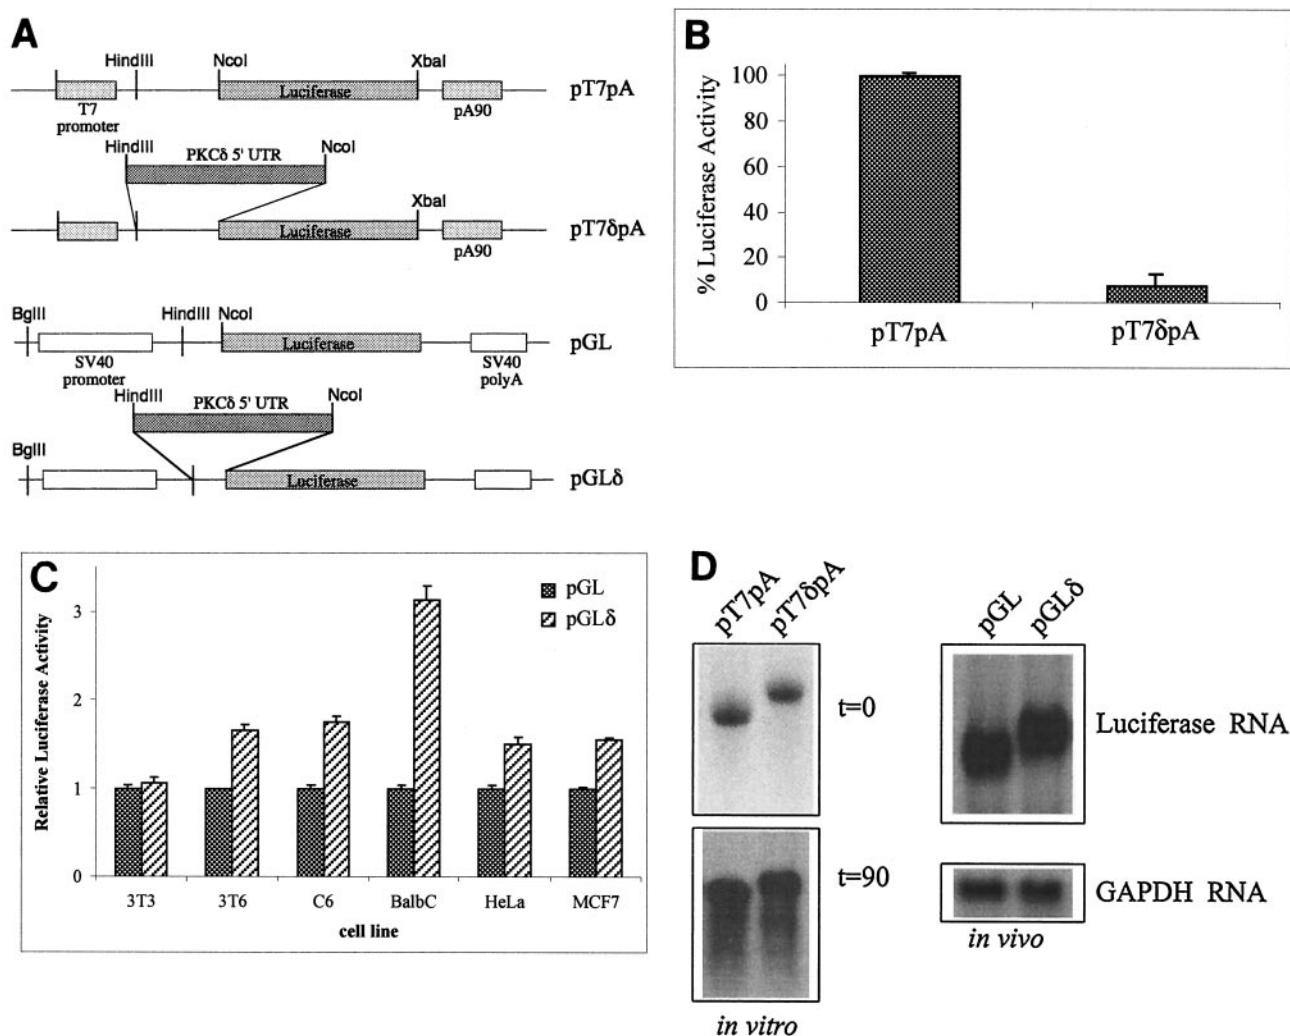 A
HindIII NcoI XbaI
Luciferase pT7pA
T7 pA90
promoter
HindIII PKCδ 5' UTR NcoI
XbaI
Luciferase pT7δpA
pA90
BglII HindIII NcoI
Luciferase pGL
SV40 SV40
promoter polyA
HindIII PKCδ 5' UTR NcoI
BglII
Luciferase pGLδ
B
% Luciferase Activity
100
80
60
40
20
0
pT7pA pT7δpA
C
pGL
pGLδ
Relative Luciferase Activity
3
2
1
0
3T3 3T6 C6 BalbC HeLa MCF7
cell line
D
pT7pA pT7δpA
t=0
t=90
in vitro
pGL pGLδ
Luciferase RNA
GAPDH RNA
in vivo